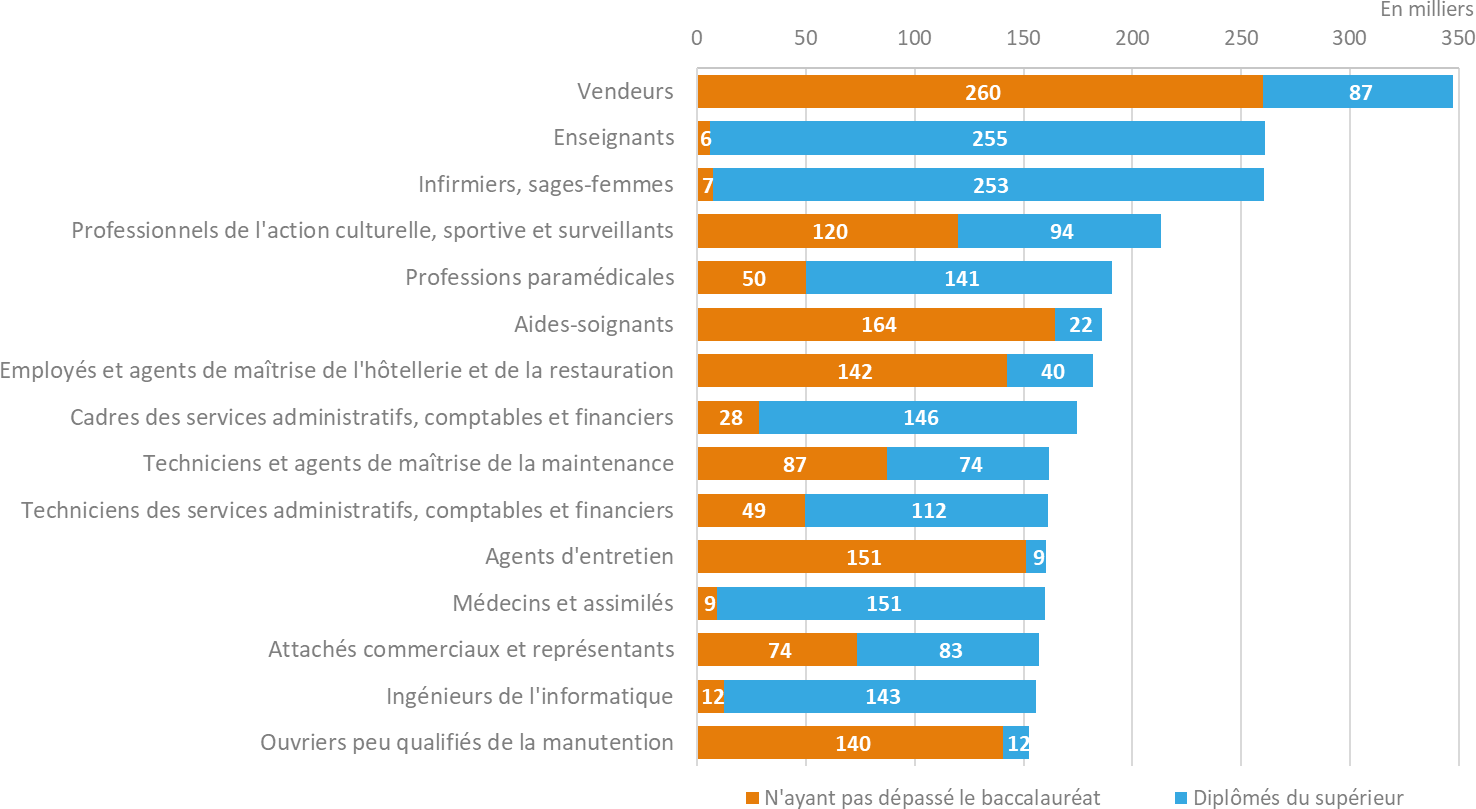 En milliers
0 50 100 150 200 250 300 350
Vendeurs 260 87
Enseignants 6 255
Infirmiers, sages-femmes 7 253
Professionnels de l'action culturelle, sportive et surveillants 120 94
Professions paramédicales 50 141
Aides-soignants 164 22
Employés et agents de maîtrise de l'hôtellerie et de la restauration 142 40
Cadres des services administratifs, comptables et financiers 28 146
Techniciens et agents de maîtrise de la maintenance 87 74
Techniciens des services administratifs, comptables et financiers 49 112
Agents d'entretien 151 9
Médecins et assimilés 9 151
Attachés commerciaux et représentants 74 83
Ingénieurs de l'informatique 12 143
Ouvriers peu qualifiés de la manutention 140 12
N'ayant pas dépassé le baccalauréat Diplômés du supérieur